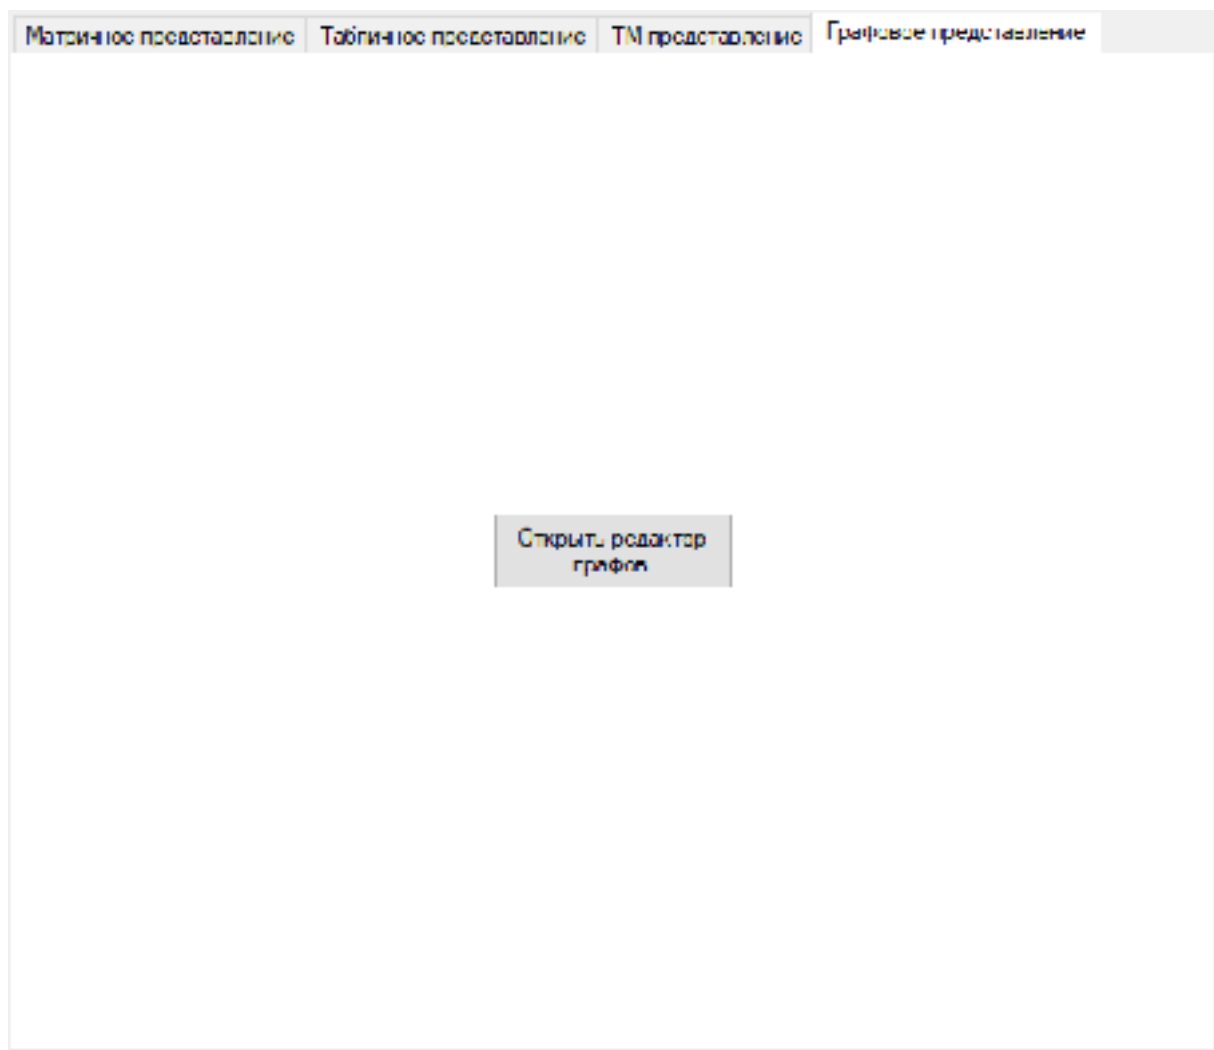 Матричное представление Табличное представление ТМ представление Графовое представление
Открыть редактор
графов